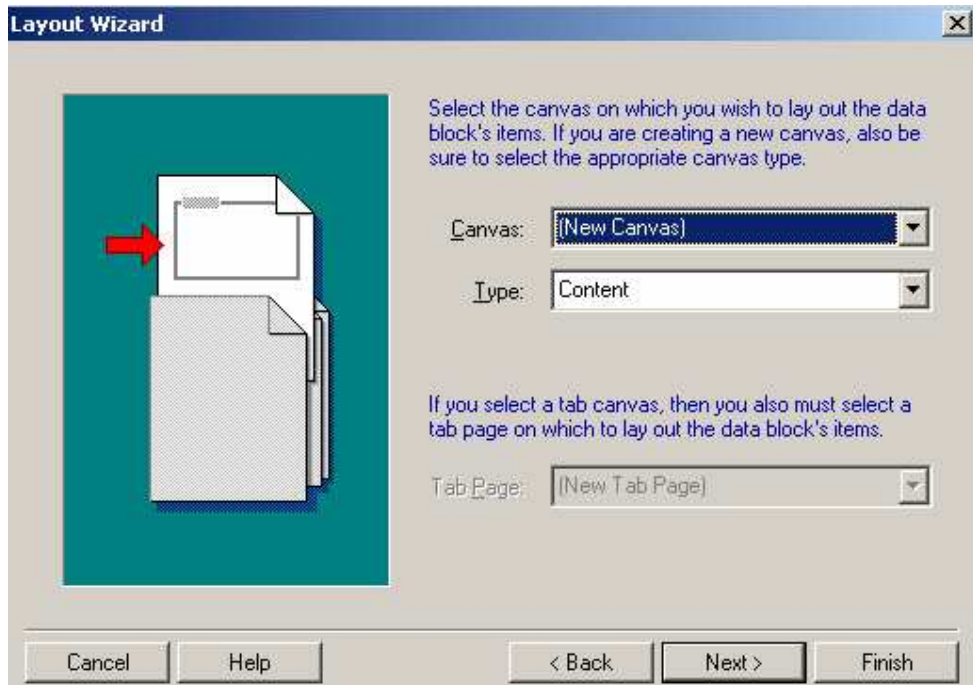 Layout Wizard
Select the canvas on which you wish to lay out the data
block's items. If you are creating a new canvas, also be
sure to select the appropriate canvas type.
Canvas: (New Canvas)
Type: Content
If you select a tab canvas, then you also must select a
tab page on which to lay out the data block's items.
Tab Page: (New Tab Page)
Cancel Help < Back Next > Finish